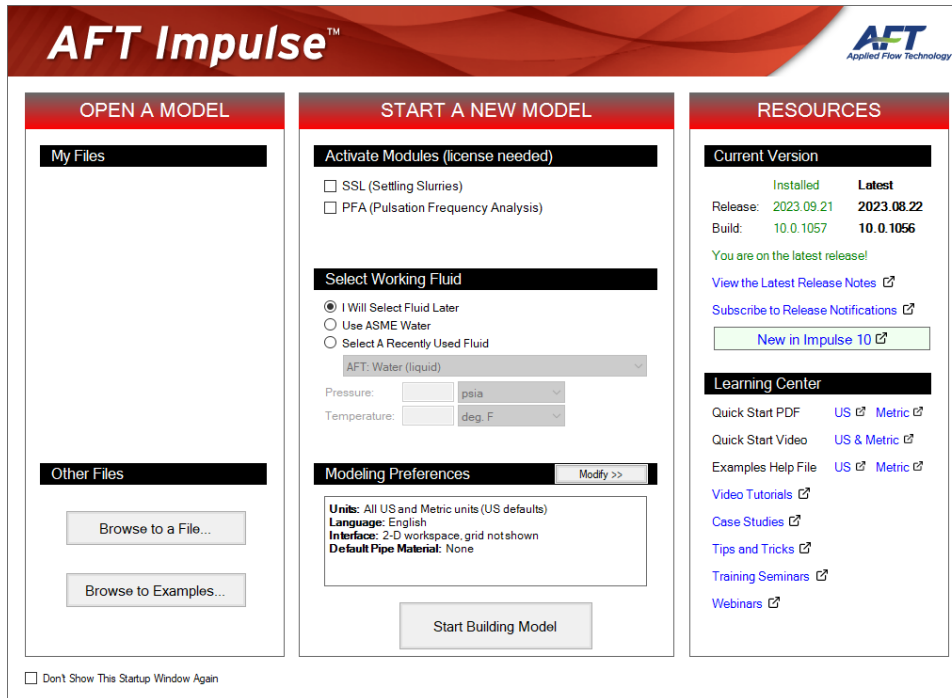 AFT Impulse™
AFT
Applied Flow Technology
OPEN A MODEL
My Files
Other Files
Browse to a File...
Browse to Examples...
START A NEW MODEL
Activate Modules (license needed)
SSL (Settling Slurries)
PFA (Pulsation Frequency Analysis)
Select Working Fluid
I Will Select Fluid Later
Use ASME Water
Select A Recently Used Fluid
AFT: Water (liquid)
Pressure: psia
Temperature: deg. F
Modeling Preferences Modify >>
Units: All US and Metric units (US defaults)
Language: English
Interface: 2-D workspace, grid not shown
Default Pipe Material: None
Start Building Model
RESOURCES
Current Version
Installed Latest
Release: 2023.09.21 2023.08.22
Build: 10.0.1057 10.0.1056
You are on the latest release!
View the Latest Release Notes
Subscribe to Release Notifications
New in Impulse 10
Learning Center
Quick Start PDF US Metric
Quick Start Video US & Metric
Examples Help File US Metric
Video Tutorials
Case Studies
Tips and Tricks
Training Seminars
Webinars
Don't Show This Startup Window Again